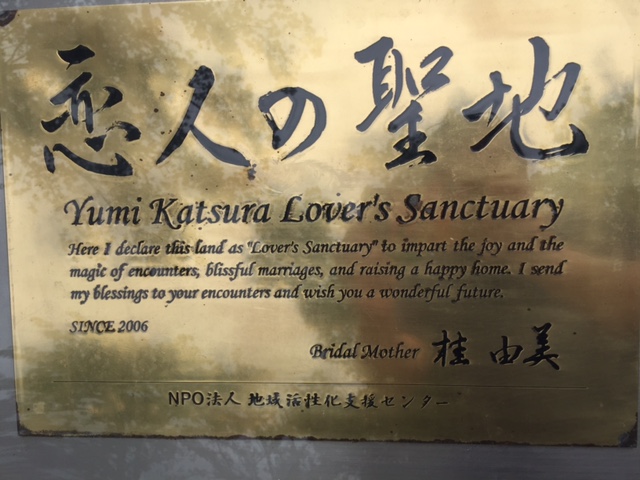 恋人の聖地
Yumi Katsura Lover's Sanctuary
Here I declare this land as "Lover's Sanctuary" to impart the joy and the
magic of encounters, blissful marriages, and raising a happy home. I send
my blessings to your encounters and wish you a wonderful future.
SINCE 2006
Bridal Mother 桂 由美
NPO法人 地域活性化支援センター